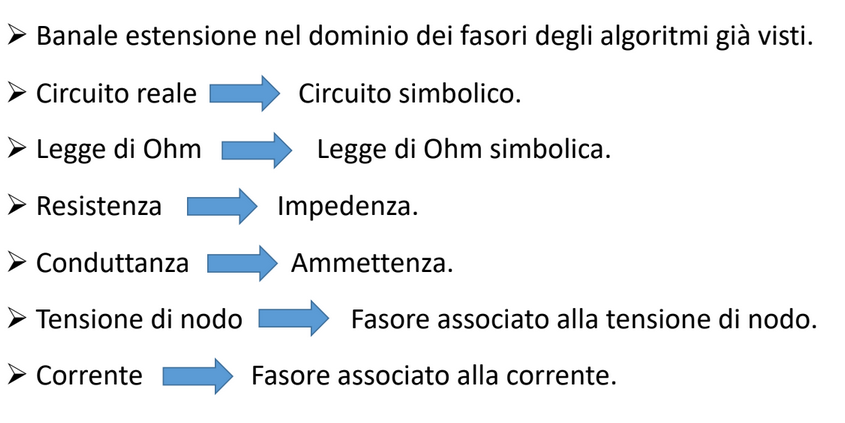 ➢ Banale estensione nel dominio dei fasori degli algoritmi già visti.
➢ Circuito reale Circuito simbolico.
➢ Legge di Ohm Legge di Ohm simbolica.
➢ Resistenza Impedenza.
➢ Conduttanza Ammettenza.
➢ Tensione di nodo Fasore associato alla tensione di nodo.
➢ Corrente Fasore associato alla corrente.